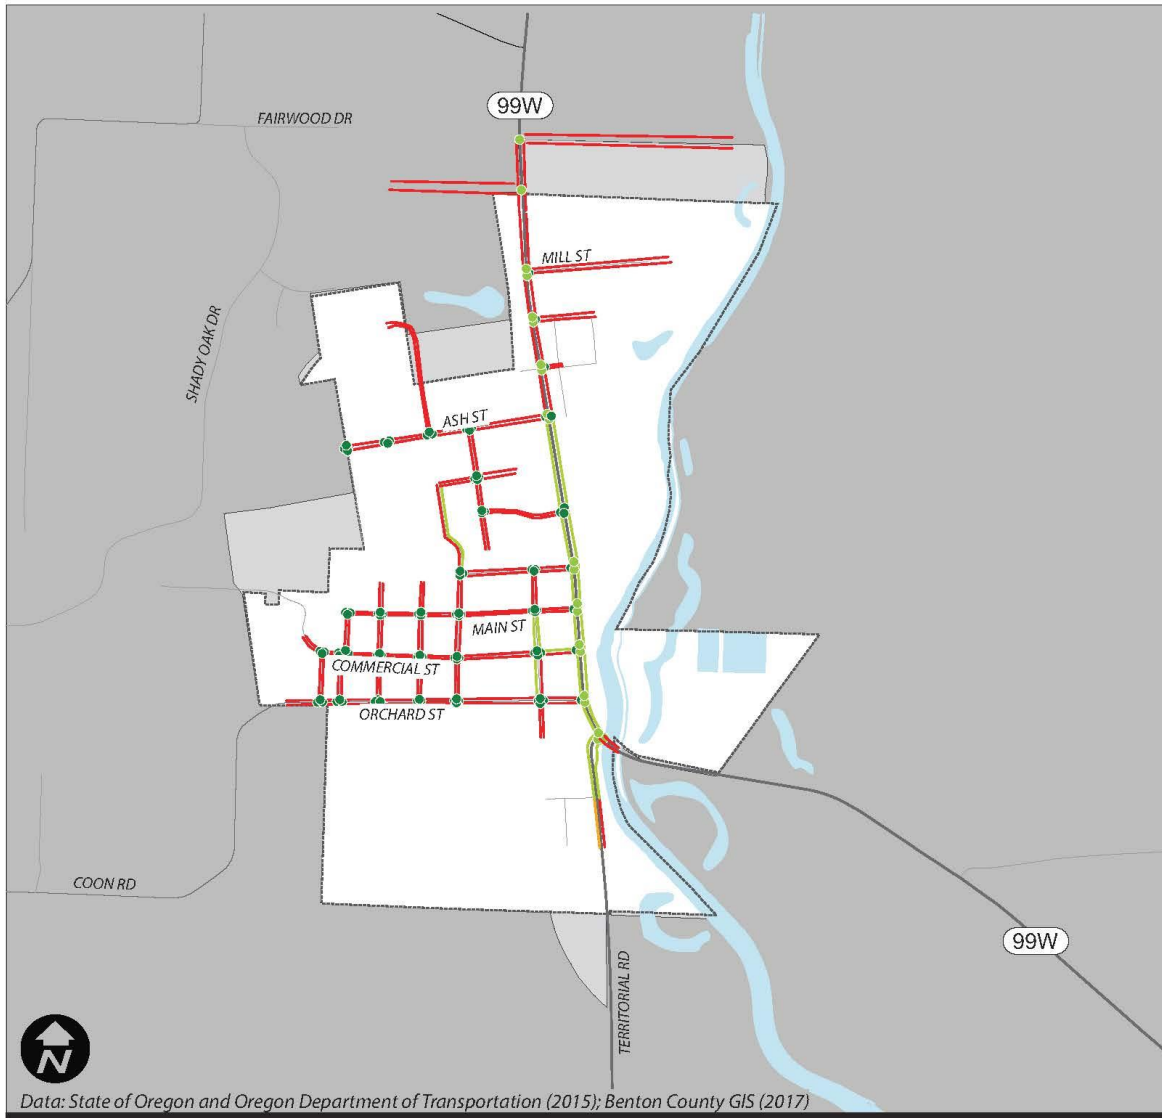 99W
FAIRWOOD DR
MILL ST
SHADY OAK DR
ASH ST
MAIN ST
COMMERCIAL ST
ORCHARD ST
COON RD
99W
TERRITORIAL RD
N
Data: State of Oregon and Oregon Department of Transportation (2015); Benton County GIS (2017)